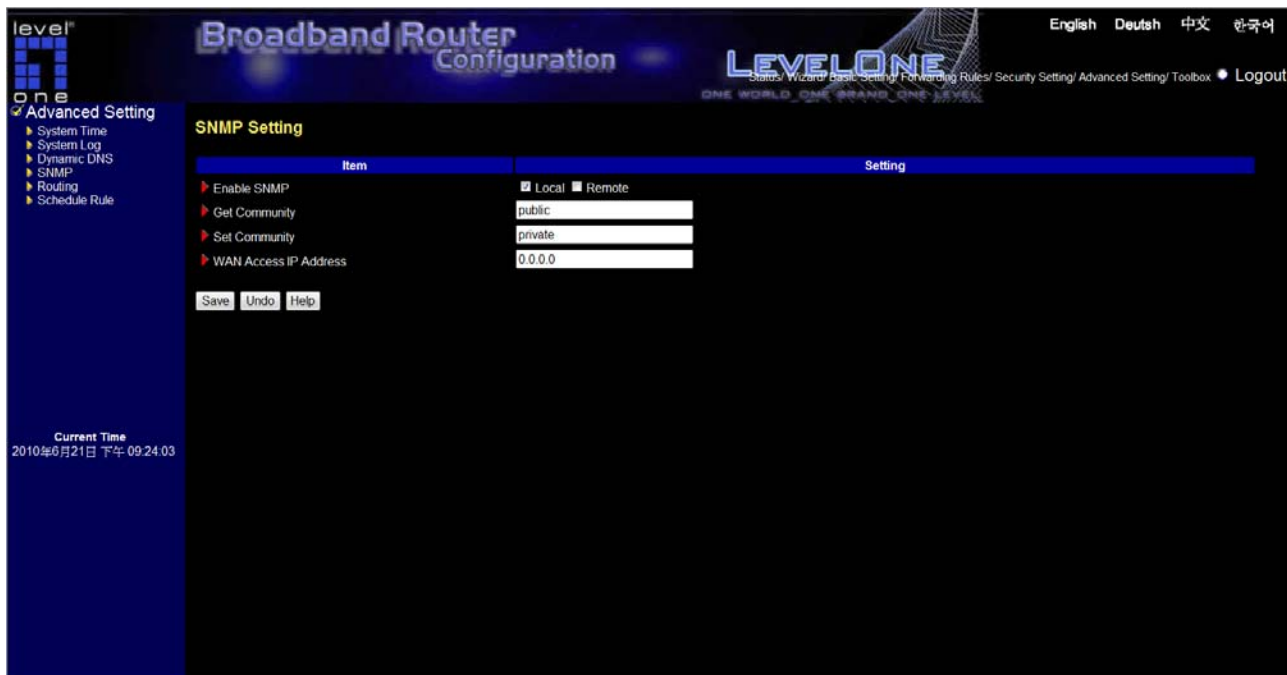 level
one
Broadband Router
Configuration
LEVELONE
ONE WORLD ONE BRAND ONE LEVEL
English Deutsh 中文 한국어
Status/ Wizard/ Basic Setting/ Forwarding Rules/ Security Setting/ Advanced Setting/ Toolbox Logout
Advanced Setting
System Time
System Log
Dynamic DNS
SNMP
Routing
Schedule Rule
Current Time
2010年6月21日 下午 09:24:03
SNMP Setting
Item Setting
Enable SNMP Local Remote
Get Community public
Set Community private
WAN Access IP Address 0.0.0.0
Save Undo Help